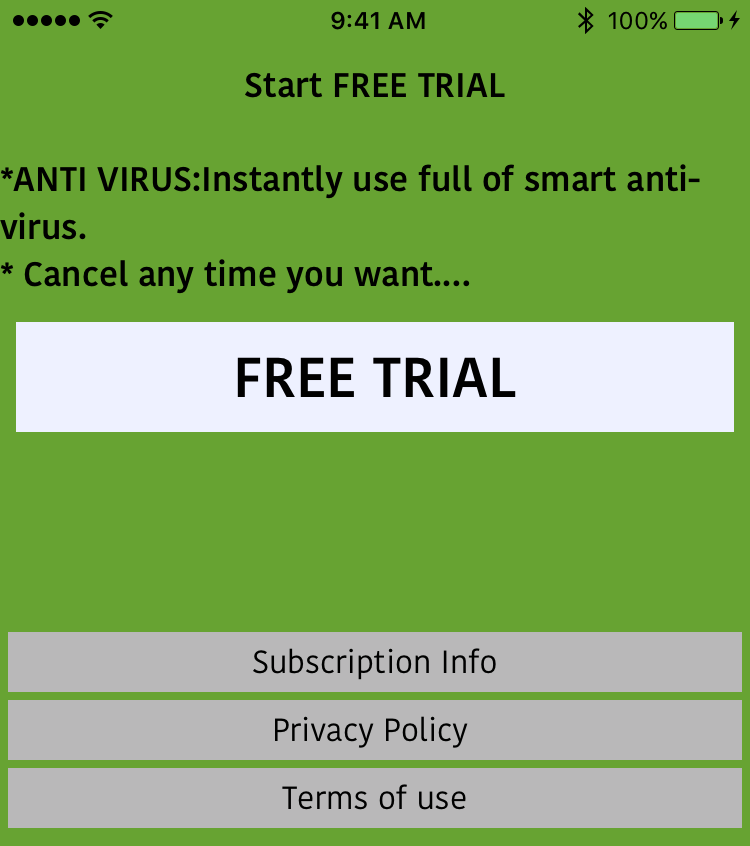 9:41 AM
100%
Start FREE TRIAL
*ANTI VIRUS:Instantly use full of smart anti-
virus.
* Cancel any time you want....
FREE TRIAL
Subscription Info
Privacy Policy
Terms of use